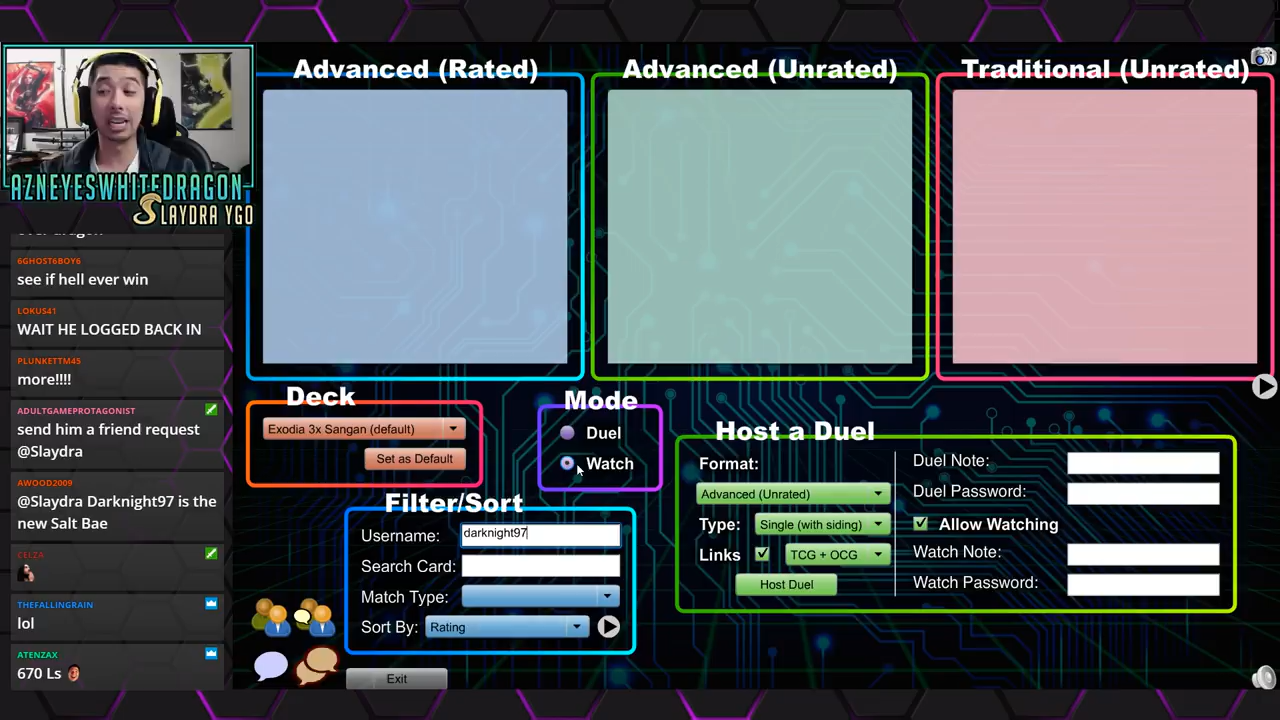 AZNEYESWHITEDRAGON
SLAYDRA YGO
6GHOST6BOY6
see if hell ever win
LOKUS41
WAIT HE LOGGED BACK IN
PLUNKETTM45
more!!!!
ADULTGAMEPROTAGONIST
send him a friend request
@Slaydra
AWOOD2009
@Slaydra Darknight97 is the
new Salt Bae
CELZA
THEFALLINGRAIN
lol
ATENZAX
670 Ls
Advanced (Rated)
Advanced (Unrated)
Traditional (Unrated)
Deck
Exodia 3x Sangan (default)
Set as Default
Mode
Duel
Watch
Filter/Sort
Username: darknight97
Search Card:
Match Type:
Sort By: Rating
Exit
Host a Duel
Format:
Advanced (Unrated)
Type: Single (with siding)
Links TCG + OCG
Host Duel
Duel Note:
Duel Password:
Allow Watching
Watch Note:
Watch Password: